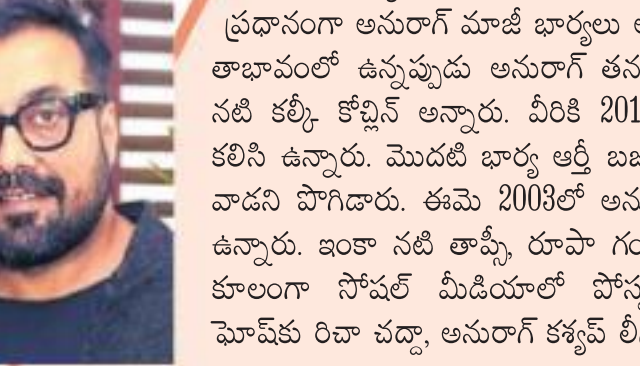 ప్రధానంగా అనురాగ్ మాజీ భార్యలు
తాభావంలో ఉన్నప్పుడు అనురాగ్ తన
నటి కల్కీ కోచ్లిన్ అన్నారు. వీరికి 201
కలిసి ఉన్నారు. మొదటి భార్య ఆర్తీ బజ
వాడని పొగిడారు. ఈమె 2003లో అను
ఉన్నారు. ఇంకా నటి తాప్సీ, రూపా గం
కూలంగా సోషల్ మీడియాలో పోస్ట
ఘోష్‌కు రిచా చద్దా, అనురాగ్ కశ్యప్ లీ